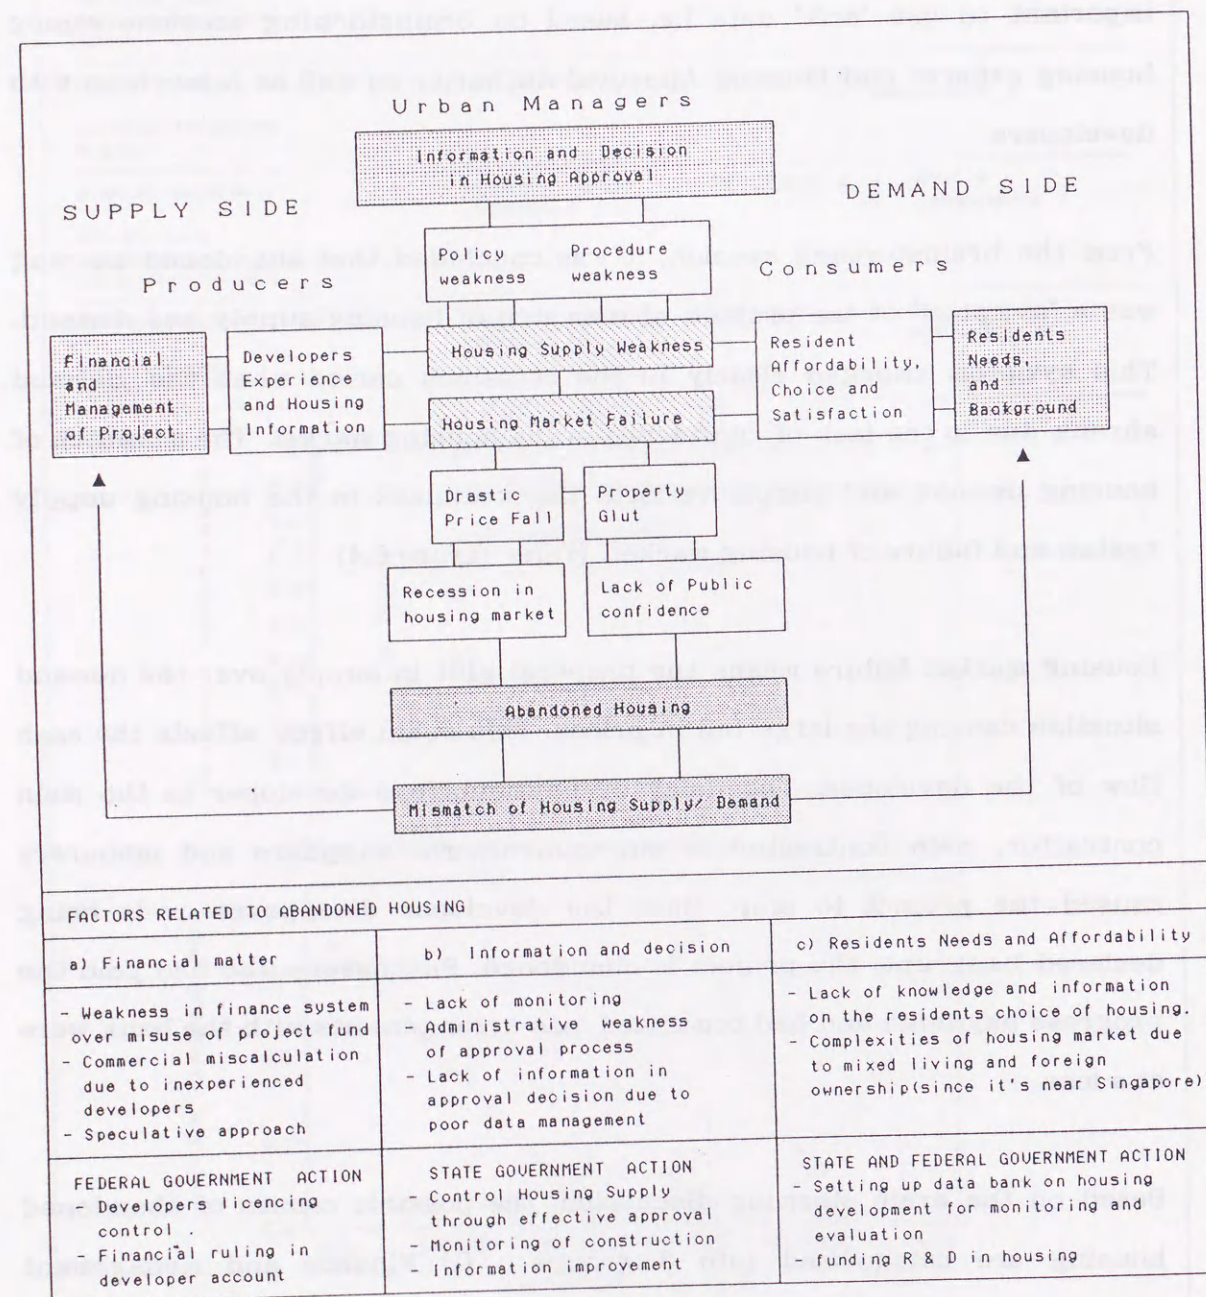 Urban Managers
Information and Decision
in Housing Approval
SUPPLY SIDE
DEMAND SIDE
Producers
Policy
weakness
Procedure
weakness
Consumers
Financial
and
Management
of Project
Developers
Experience
and Housing
Information
Housing Supply Weakness
Housing Market Failure
Resident
Affordability,
Choice and
Satisfaction
Residents
Needs,
and
Background
Drastic
Price Fall
Property
Glut
Recession in
housing market
Lack of Public
confidence
Abandoned Housing
Mismatch of Housing Supply/ Demand
FACTORS RELATED TO ABANDONED HOUSING
a) Financial matter
- Weakness in finance system
over misuse of project fund
- Commercial miscalculation
due to inexperienced
developers
- Speculative approach
FEDERAL GOVERNMENT ACTION
- Developer licencing
control
- Financial ruling in
developer account
b) Information and decision
- Lack of monitoring
- Administrative weakness
of approval process
- Lack of information in
approval decision due to
poor data management
STATE GOVERNMENT ACTION
- Control Housing Supply
through effective approval
- Monitoring of construction
- Information improvement
c) Residents Needs and Affordability
- Lack of knowledge and information
on the residents choice of housing.
- Complexities of housing market due
to mixed living and foreign
ownership(since it's near Singapore)
STATE AND FEDERAL GOVERNMENT ACTION
- Setting up data bank on housing
development for monitoring and
evaluation
- funding R & D in housing